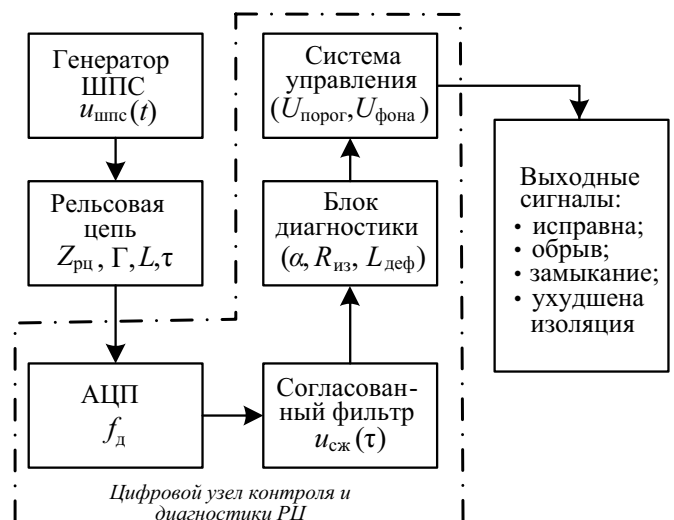 Генератор
ШПС
uшпс(t)
Рельсовая
цепь
Zрц, Г, L, τ
АЦП
fд
Согласован-
ный фильтр
uсж(τ)
Блок
диагностики
(α, Rиз, Lдеф)
Система
управления
(Uпорог, Uфона)
Выходные
сигналы:
• исправна;
• обрыв;
• замыкание;
• ухудшена
изоляция
Цифровой узел контроля и
диагностики РЦ